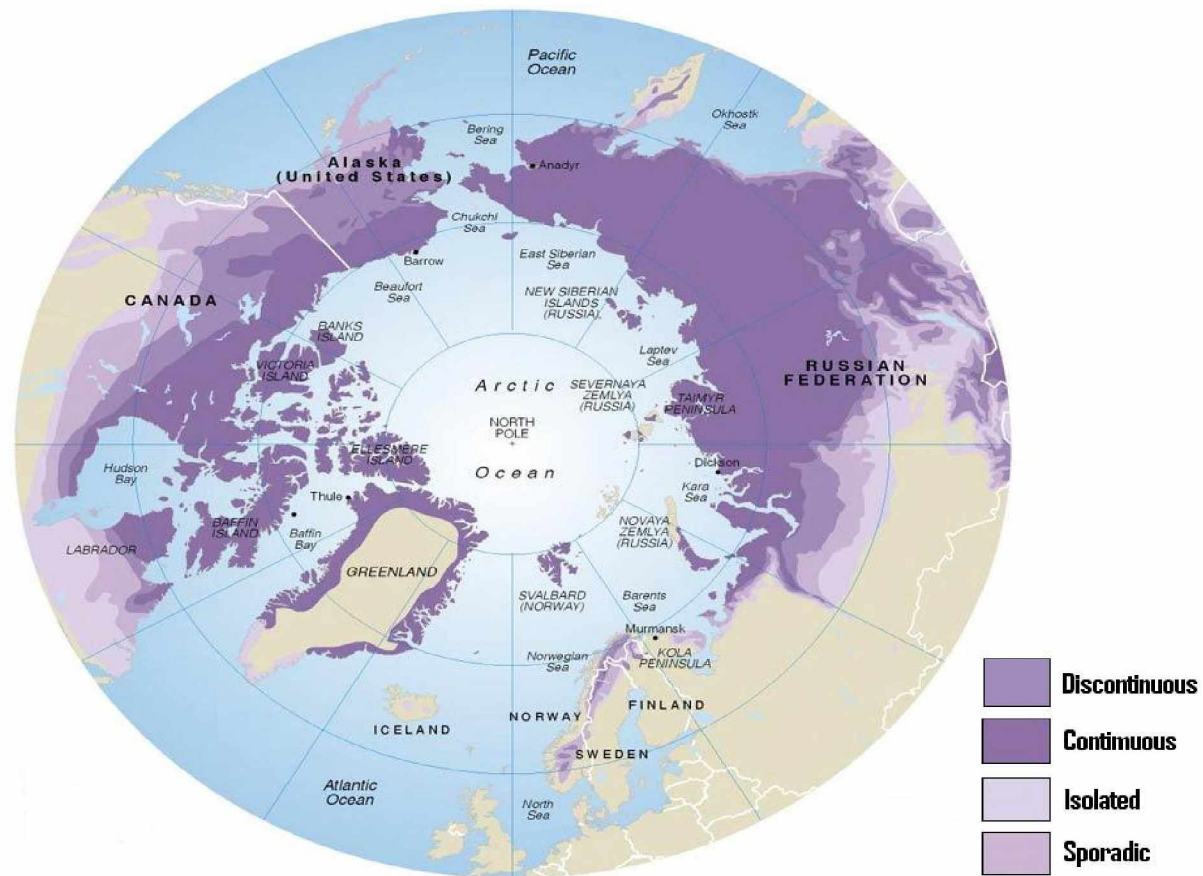 Pacific
Ocean
Okhostk
Sea
Bering
Sea
Anadyr
Alaska
(United States)
Chukchi
Sea
East Siberian
Sea
Barrow
Beaufort
Sea
NEW SIBERIAN
ISLANDS
(RUSSIA)
CANADA
BANKS
ISLAND
VICTORIA
ISLAND
Laptev
Sea
RUSSIAN
FEDERATION
Arctic
SEVERNAYA
ZEMLYA
(RUSSIA)
TAIMYR
PENINSULA
NORTH
POLE
ELLESMERE
ISLAND
Ocean
Hudson
Bay
Dickson
Kara
Sea
Thule
BAFFIN
ISLAND
Baffin
Bay
NOVAYA
ZEMLYA
(RUSSIA)
LABRADOR
GREENLAND
SVALBARD
(NORWAY)
Barents
Sea
Murmansk
Norwegian
Sea
KOLA
PENINSULA
ICELAND
NORWAY
FINLAND
SWEDEN
Atlantic
Ocean
North
Sea
Discontinuous
Contimuous
Isolated
Sporadic